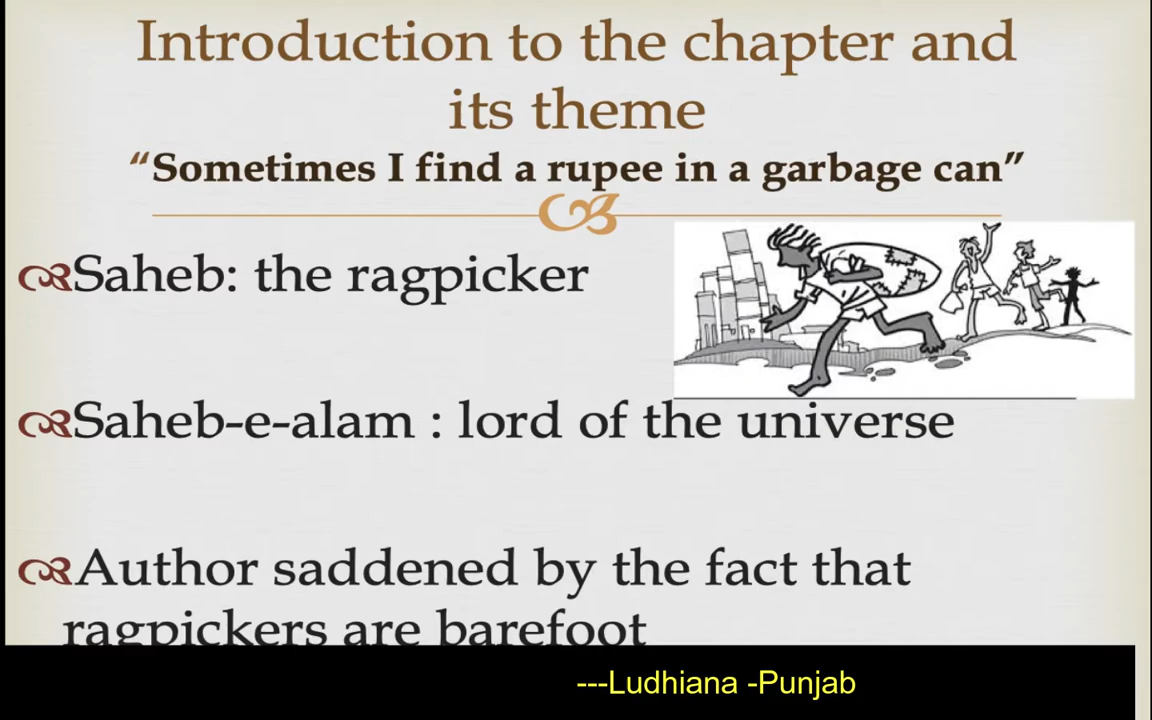 Introduction to the chapter and
its theme
“Sometimes I find a rupee in a garbage can”
Saheb: the ragpicker
Saheb-e-alam : lord of the universe
Author saddened by the fact that
ragpickers are barefoot
---Ludhiana -Punjab